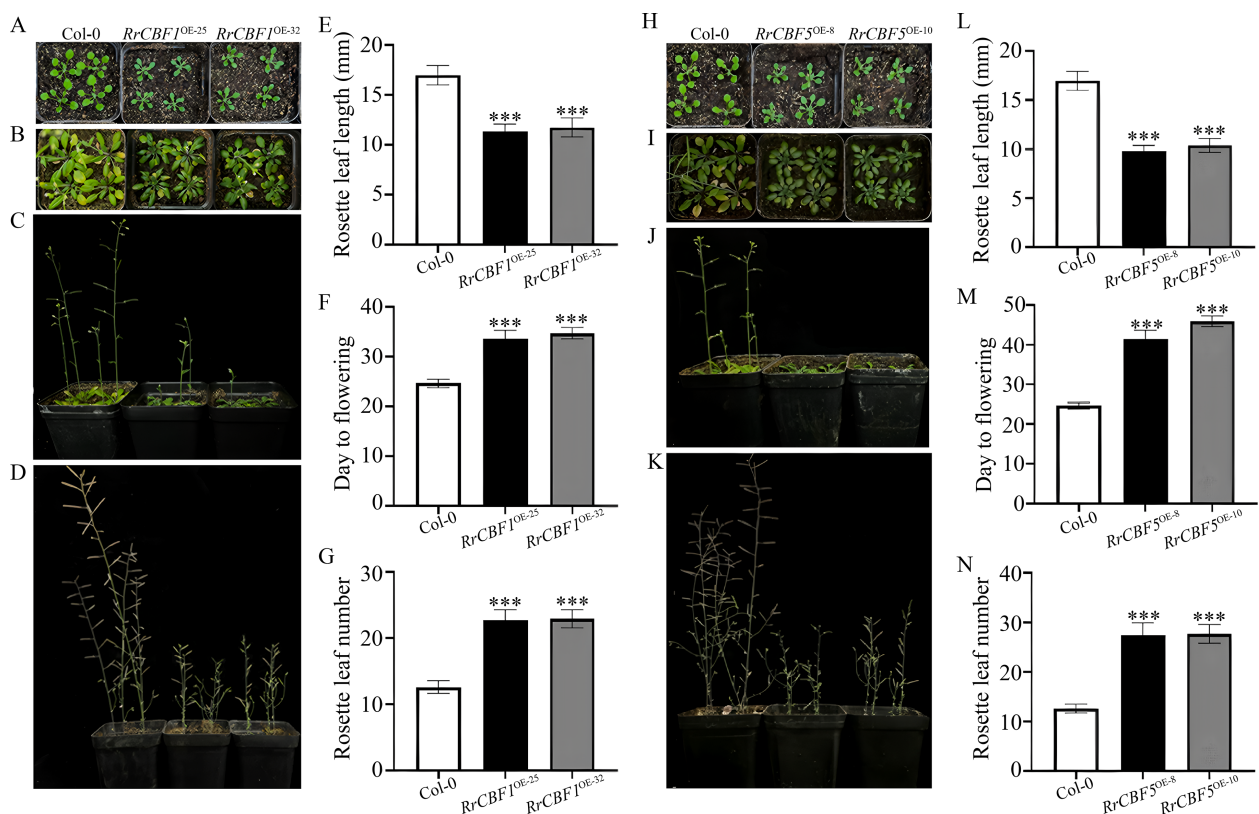 A
Col-0 RrCBF1OE-25 RrCBF1OE-32
B
C
D
E
Rosette leaf length (mm)
20
15
10
5
0
***
***
Col-0
RrCBF1OE-25
RrCBF1OE-32
F
Day to flowering
40
30
20
10
0
***
***
Col-0
RrCBF1OE-25
RrCBF1OE-32
G
Rosette leaf number
30
20
10
0
***
***
Col-0
RrCBF1OE-25
RrCBF1OE-32
H
Col-0 RrCBF5OE-8 RrCBF5OE-10
I
J
K
L
Rosette leaf length (mm)
20
15
10
5
0
***
***
Col-0
RrCBF5OE-8
RrCBF5OE-10
M
Day to flowering
50
40
30
20
10
0
***
***
Col-0
RrCBF5OE-8
RrCBF5OE-10
N
Rosette leaf number
40
30
20
10
0
***
***
Col-0
RrCBF5OE-8
RrCBF5OE-10